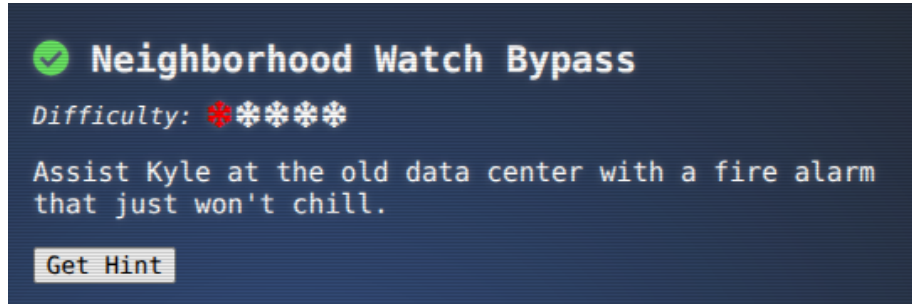 Neighborhood Watch Bypass
Difficulty:
Assist Kyle at the old data center with a fire alarm
that just won't chill.
Get Hint